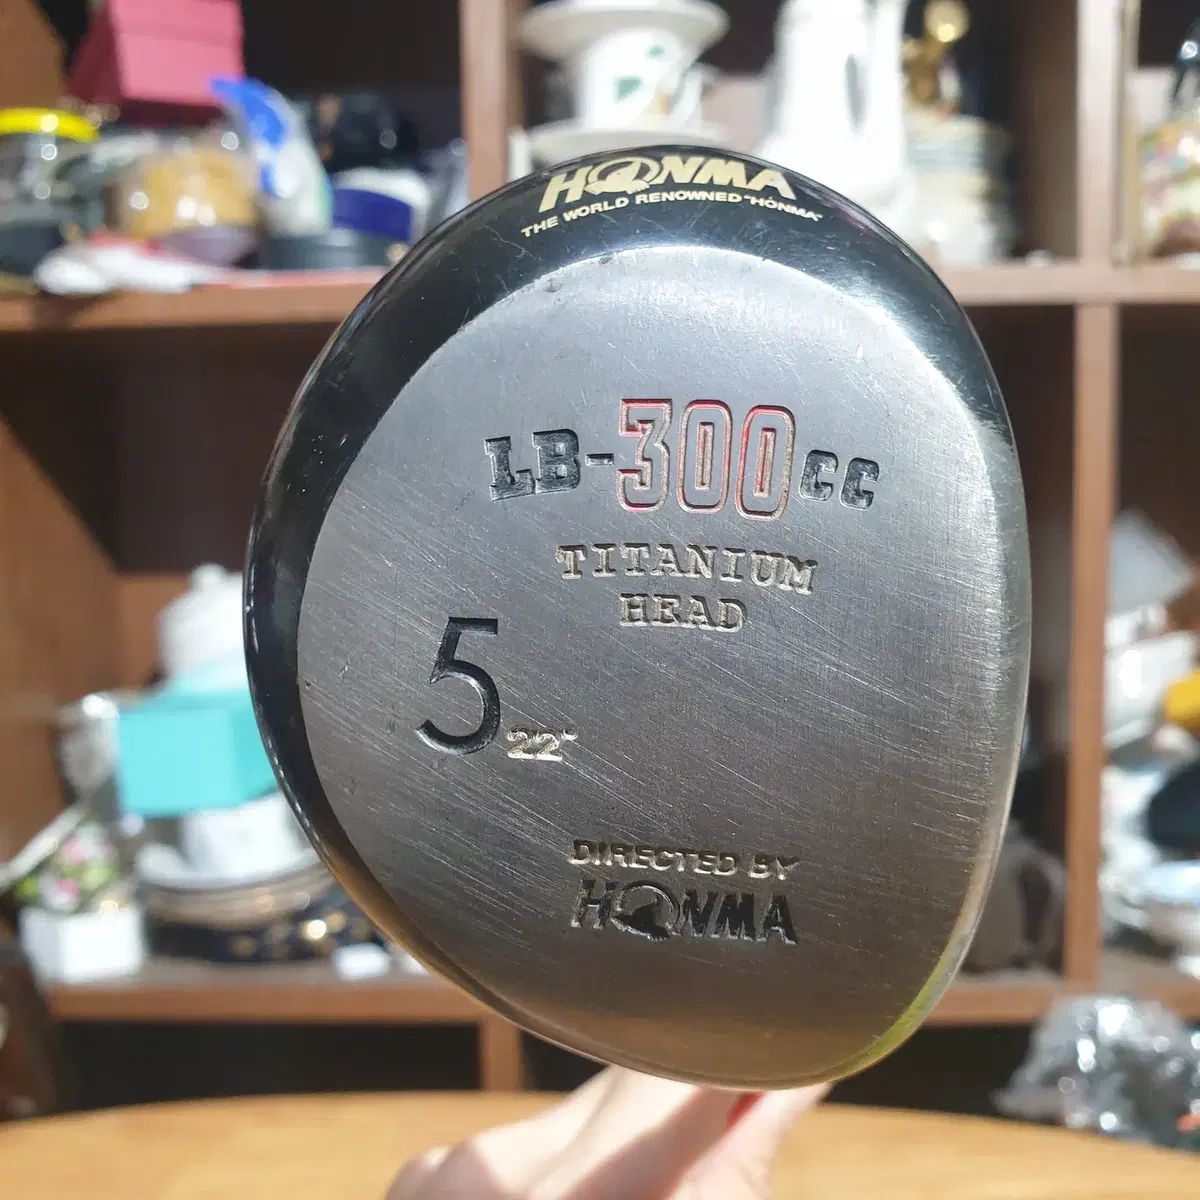 HONMA
THE WORLD RENOWNED "HONMA"
LB-300cc
TITANIUM
HEAD
5 22°
DIRECTED BY
HONMA